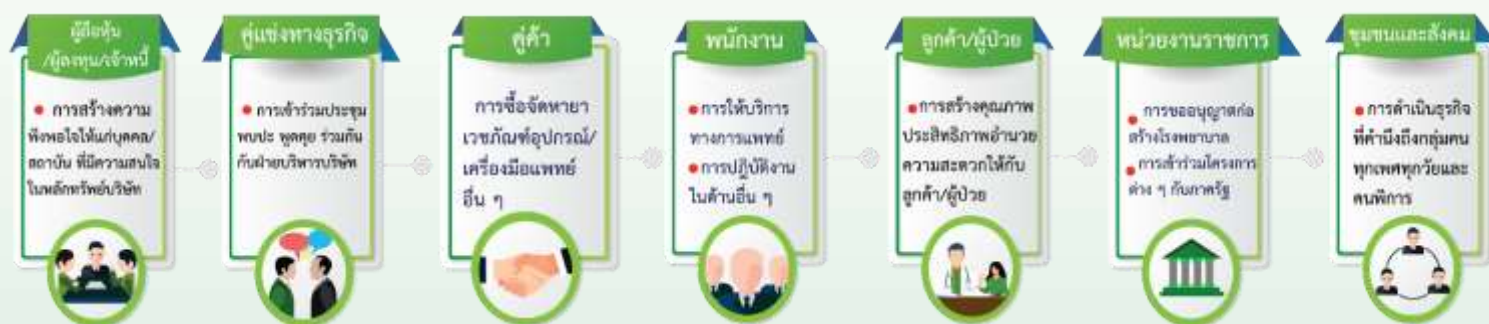 ผู้ถือหุ้น
/ผู้ลงทุน/เจ้าหนี้
● การสร้างความ
พึงพอใจให้แก่บุคคล/
สถาบัน ที่มีความสนใจ
ในหลักทรัพย์บริษัท
คู่แข่งทางธุรกิจ
● การเข้าร่วมประชุม
พบปะ พูดคุย ร่วมกัน
กับฝ่ายบริหารบริษัท
คู่ค้า
การซื้อจัดหายา
เวชภัณฑ์อุปกรณ์/
เครื่องมือแพทย์
อื่น ๆ
พนักงาน
● การให้บริการ
ทางการแพทย์
● การปฏิบัติงาน
ในด้านอื่น ๆ
ลูกค้า/ผู้ป่วย
● การสร้างคุณภาพ
ประสิทธิภาพอำนวย
ความสะดวกให้กับ
ลูกค้า/ผู้ป่วย
หน่วยงานราชการ
● การขออนุญาตก่อ
สร้างโรงพยาบาล
● การเข้าร่วมโครงการ
ต่าง ๆ กับภาครัฐ
ชุมชนและสังคม
● การดำเนินธุรกิจ
ที่คำนึงถึงกลุ่มคน
ทุกเพศทุกวัยและ
คนพิการ